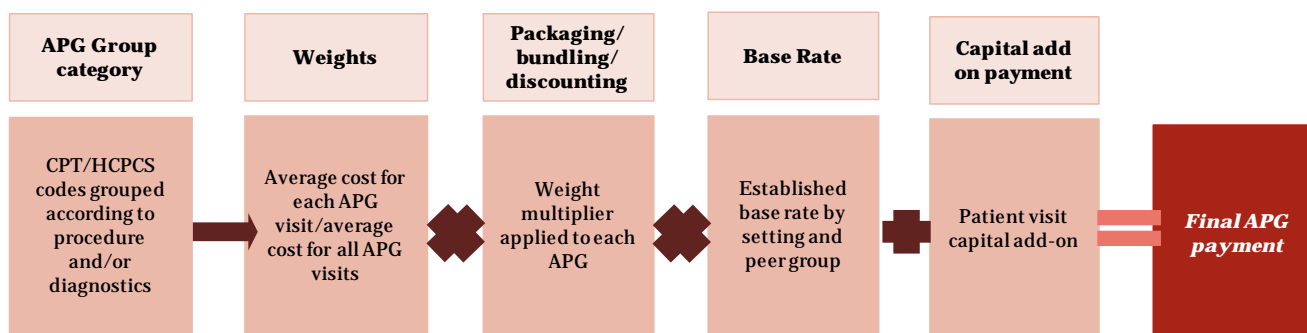 APG Group
category
Weights
Packaging/
bundling/
discounting
Base Rate
Capital add
on payment
CPT/HCPCS
codes grouped
according to
procedure
and/or
diagnostics
Average cost for
each APG
visit/average
cost for all APG
visits
Weight
multiplier
applied to each
APG
Established
base rate by
setting and
peer group
Patient visit
capital add-on
Final APG
payment